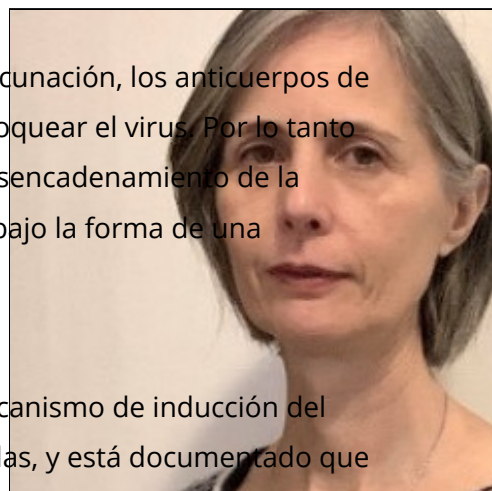 cunación, los anticuerpos de
oquear el virus. Por lo tanto
sencadenamiento de la
bajo la forma de una
canismo de inducción del
las, y está documentado que